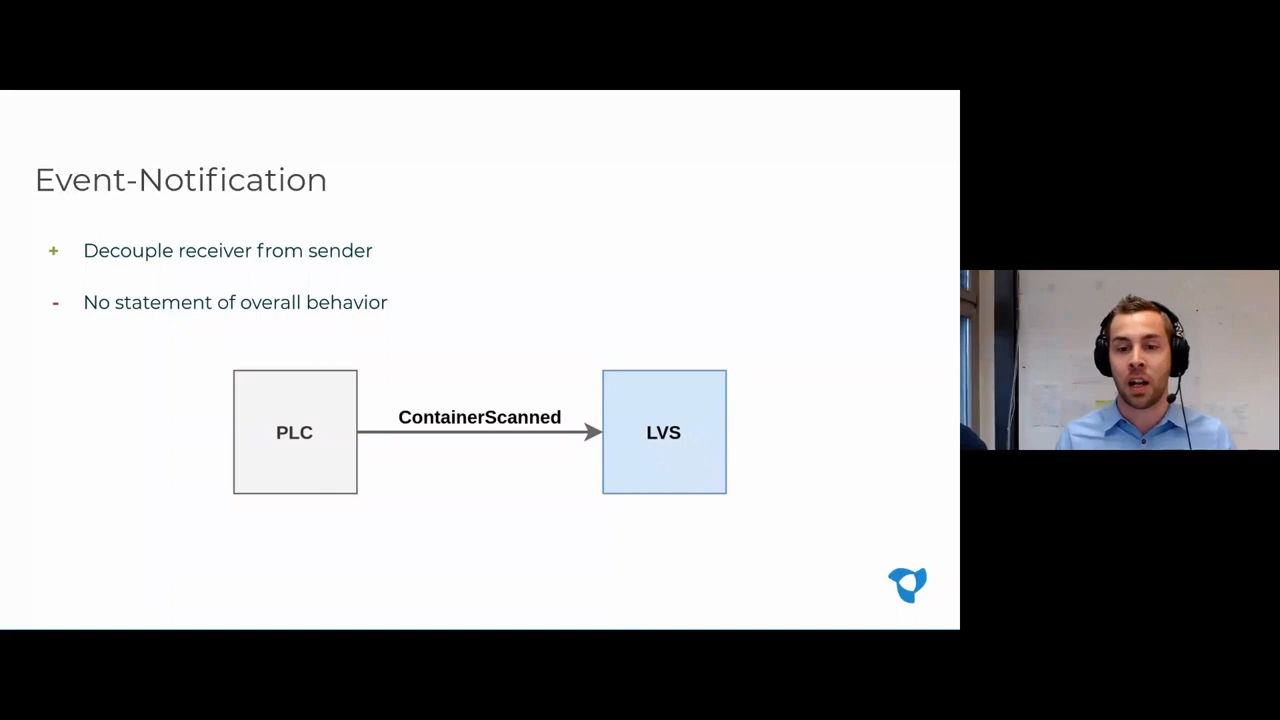 Event-Notification
+ Decouple receiver from sender
- No statement of overall behavior
ContainerScanned
PLC
LVS